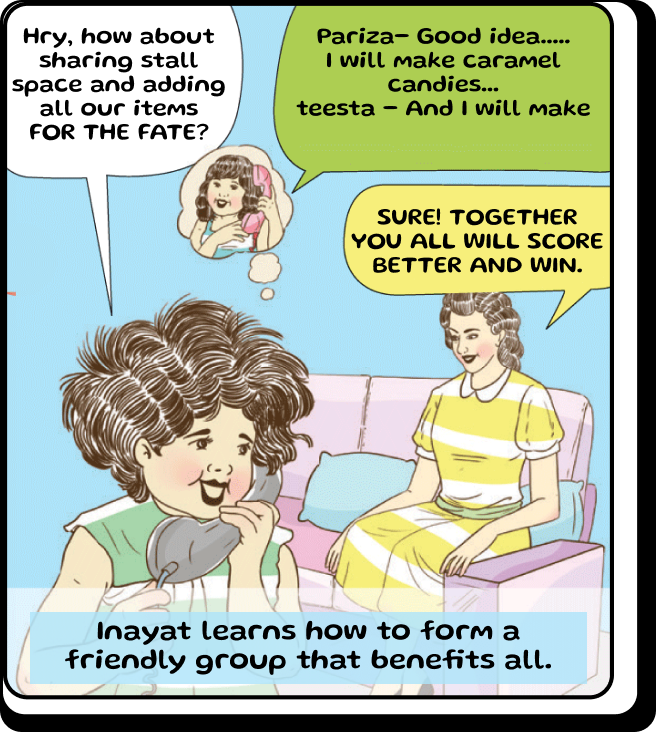 Hry, how about
sharing stall
space and adding
all our items
FOR THE FATE?
Pariza- Good idea.....
I will make caramel
candies...
teesta - And I will make
SURE! TOGETHER
YOU ALL WILL SCORE
BETTER AND WIN.
Inayat learns how to form a
friendly group that benefits all.